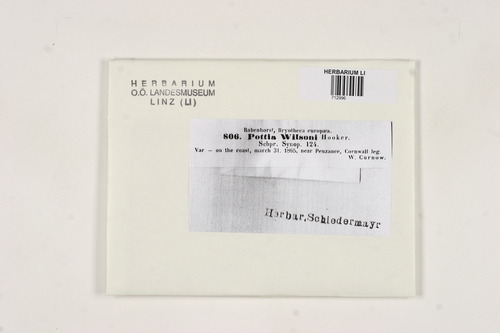 HERBARIUM
O.Ö. LANDESMUSEUM
LINZ (LI)
HERBARIUM LI
712996
Rabenhorst, Bryotheca europaea.
806. Pottia Wilsoni Hooker.
Schpr. Synop. 124.
Var — on the coast, march 31. 1865, near Penzance, Cornwall leg.
W. Curnow.
Herbar. Schiedermayr